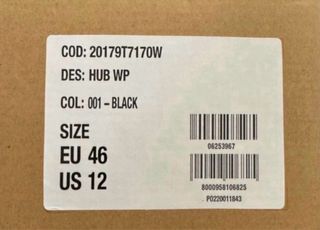 COD: 20179T7170W
DES: HUB WP
COL: 001-BLACK
SIZE
EU 46
US 12
06253967
8000958106825
P0220011843